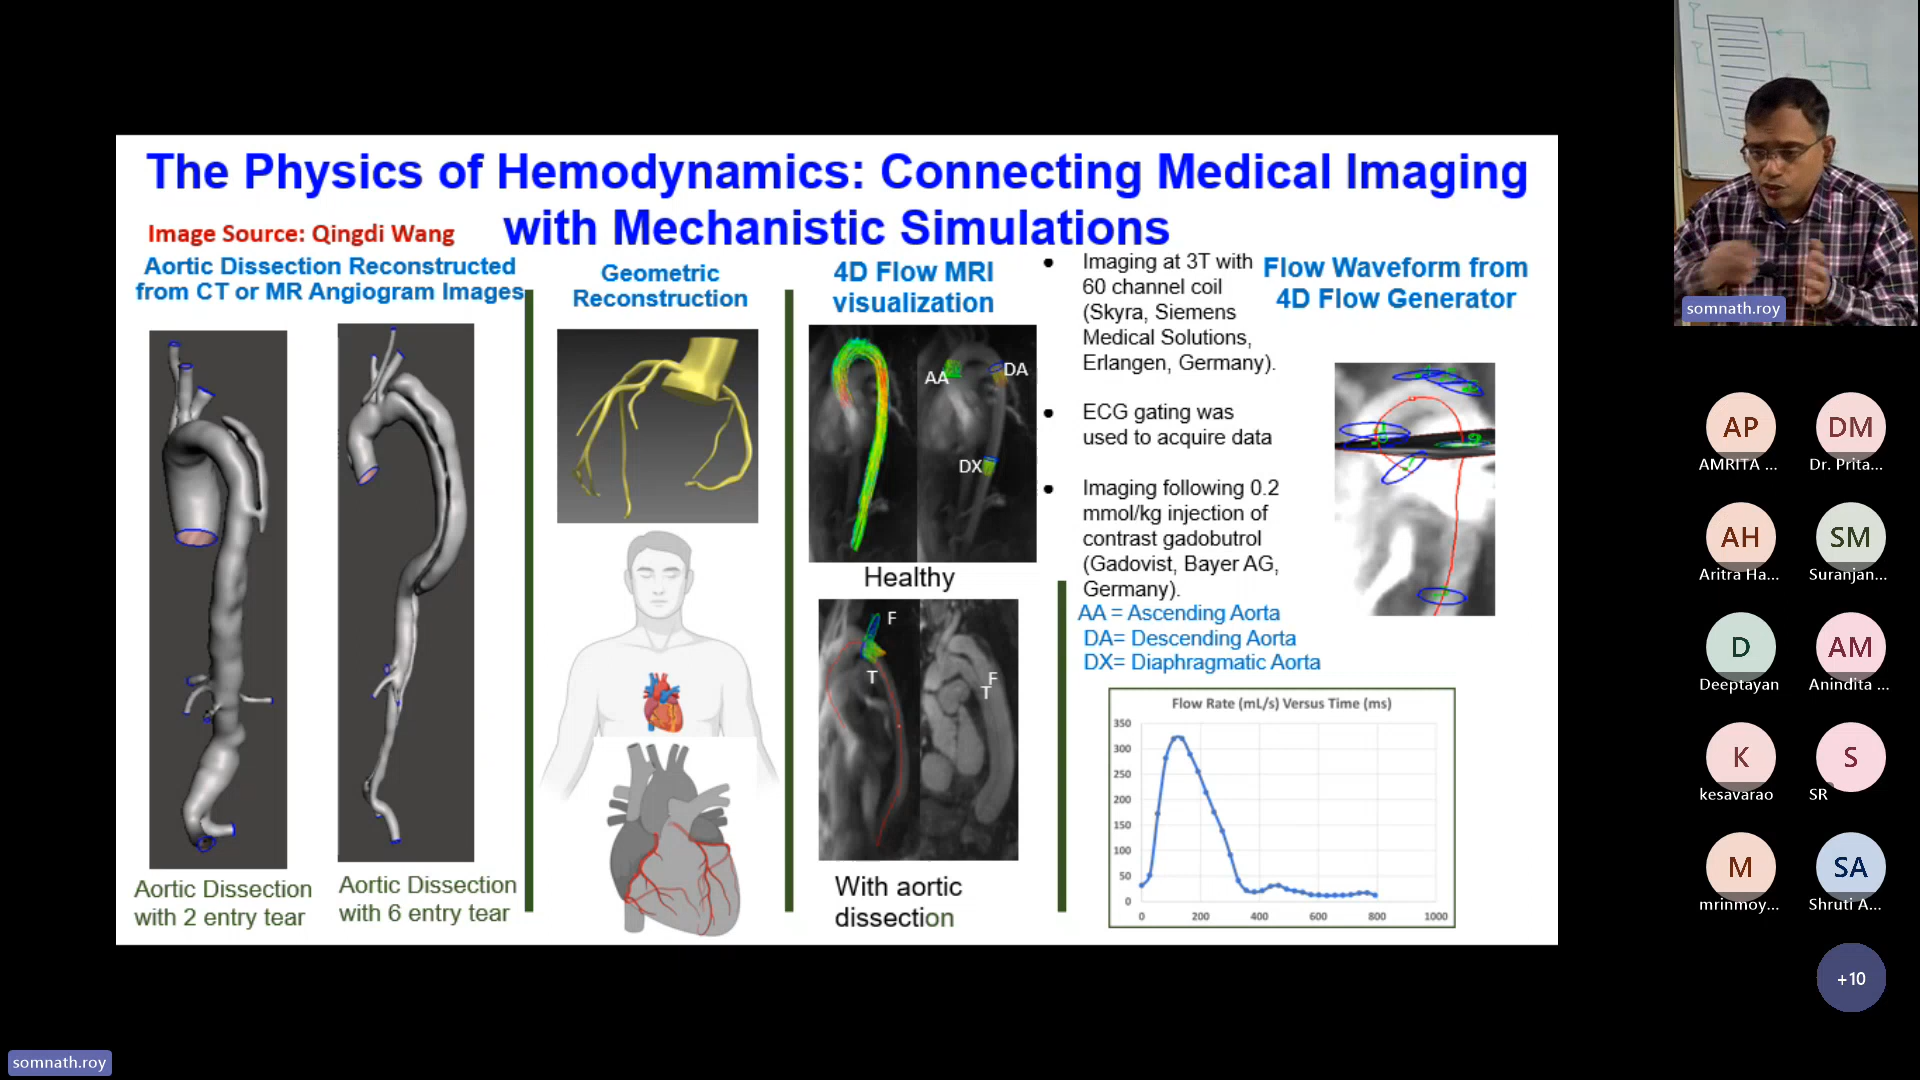 The Physics of Hemodynamics: Connecting Medical Imaging
with Mechanistic Simulations
Image Source: Qingdi Wang
Aortic Dissection Reconstructed
from CT or MR Angiogram Images
Aortic Dissection
with 2 entry tear
Aortic Dissection
with 6 entry tear
Geometric
Reconstruction
4D Flow MRI
visualization
AA
DA
DX
Healthy
F
T
F
T
With aortic
dissection
• Imaging at 3T with
60 channel coil
(Skyra, Siemens
Medical Solutions,
Erlangen, Germany).
• ECG gating was
used to acquire data
• Imaging following 0.2
mmol/kg injection of
contrast gadobutrol
(Gadovist, Bayer AG,
Germany).
AA = Ascending Aorta
DA= Descending Aorta
DX= Diaphragmatic Aorta
Flow Waveform from
4D Flow Generator
Flow Rate (mL/s) Versus Time (ms)
350
300
250
200
150
100
50
0
0 200 400 600 800 1000
somnath.roy
AP DM
AMRITA ... Dr. Prita...
AH SM
Aritra Ha... Suranjan...
D AM
Deeptayan Anindita ...
K S
kesavarao SR
M SA
mrinmoy... Shruti A...
+10
somnath.roy